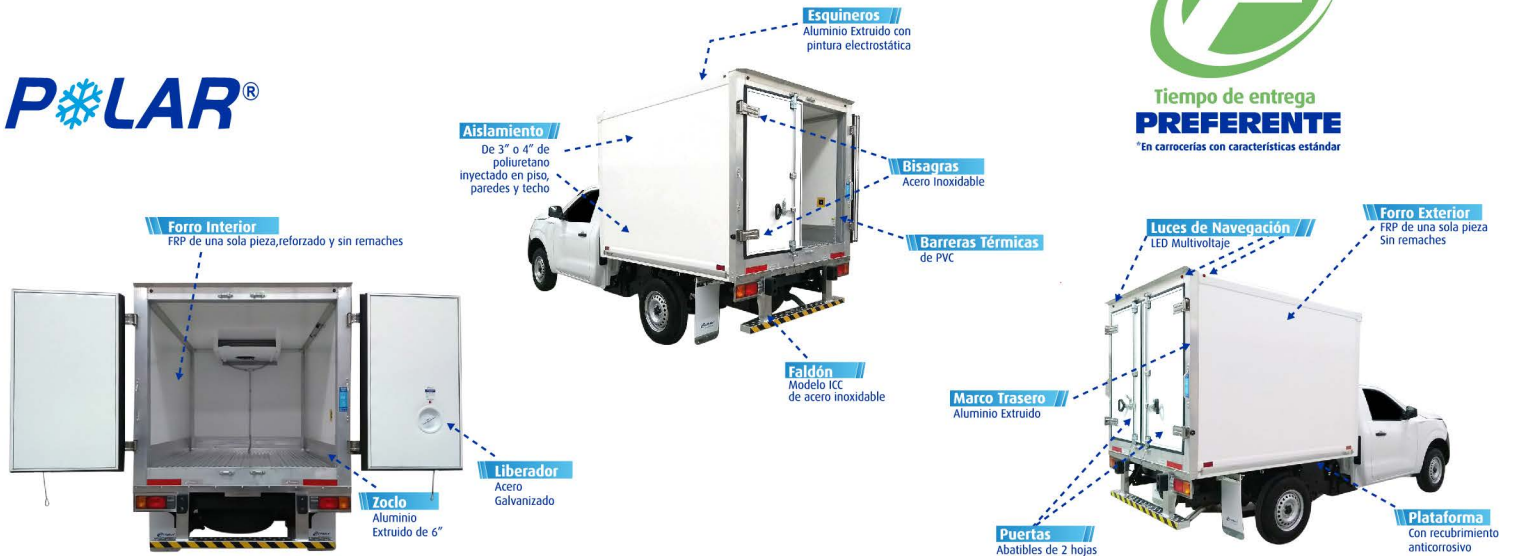 POLAR®
Esquineros
Aluminio Extruido con
pintura electrostática
Aislamiento
De 3” o 4” de
poliuretano
inyectado en piso,
paredes y techo
Bisagras
Acero Inoxidable
Barreras Térmicas
de PVC
Faldón
Modelo ICC
de acero inoxidable
Forro Interior
FRP de una sola pieza,reforzado y sin remaches
Liberador
Acero
Galvanizado
Zoclo
Aluminio
Extruido de 6”
Tiempo de entrega
PREFERENTE
*En carrocerías con características estándar
Luces de Navegación
LED Multivoltaje
Forro Exterior
FRP de una sola pieza
Sin remaches
Marco Trasero
Aluminio Extruido
Puertas
Abatibles de 2 hojas
Plataforma
Con recubrimiento
anticorrosivo